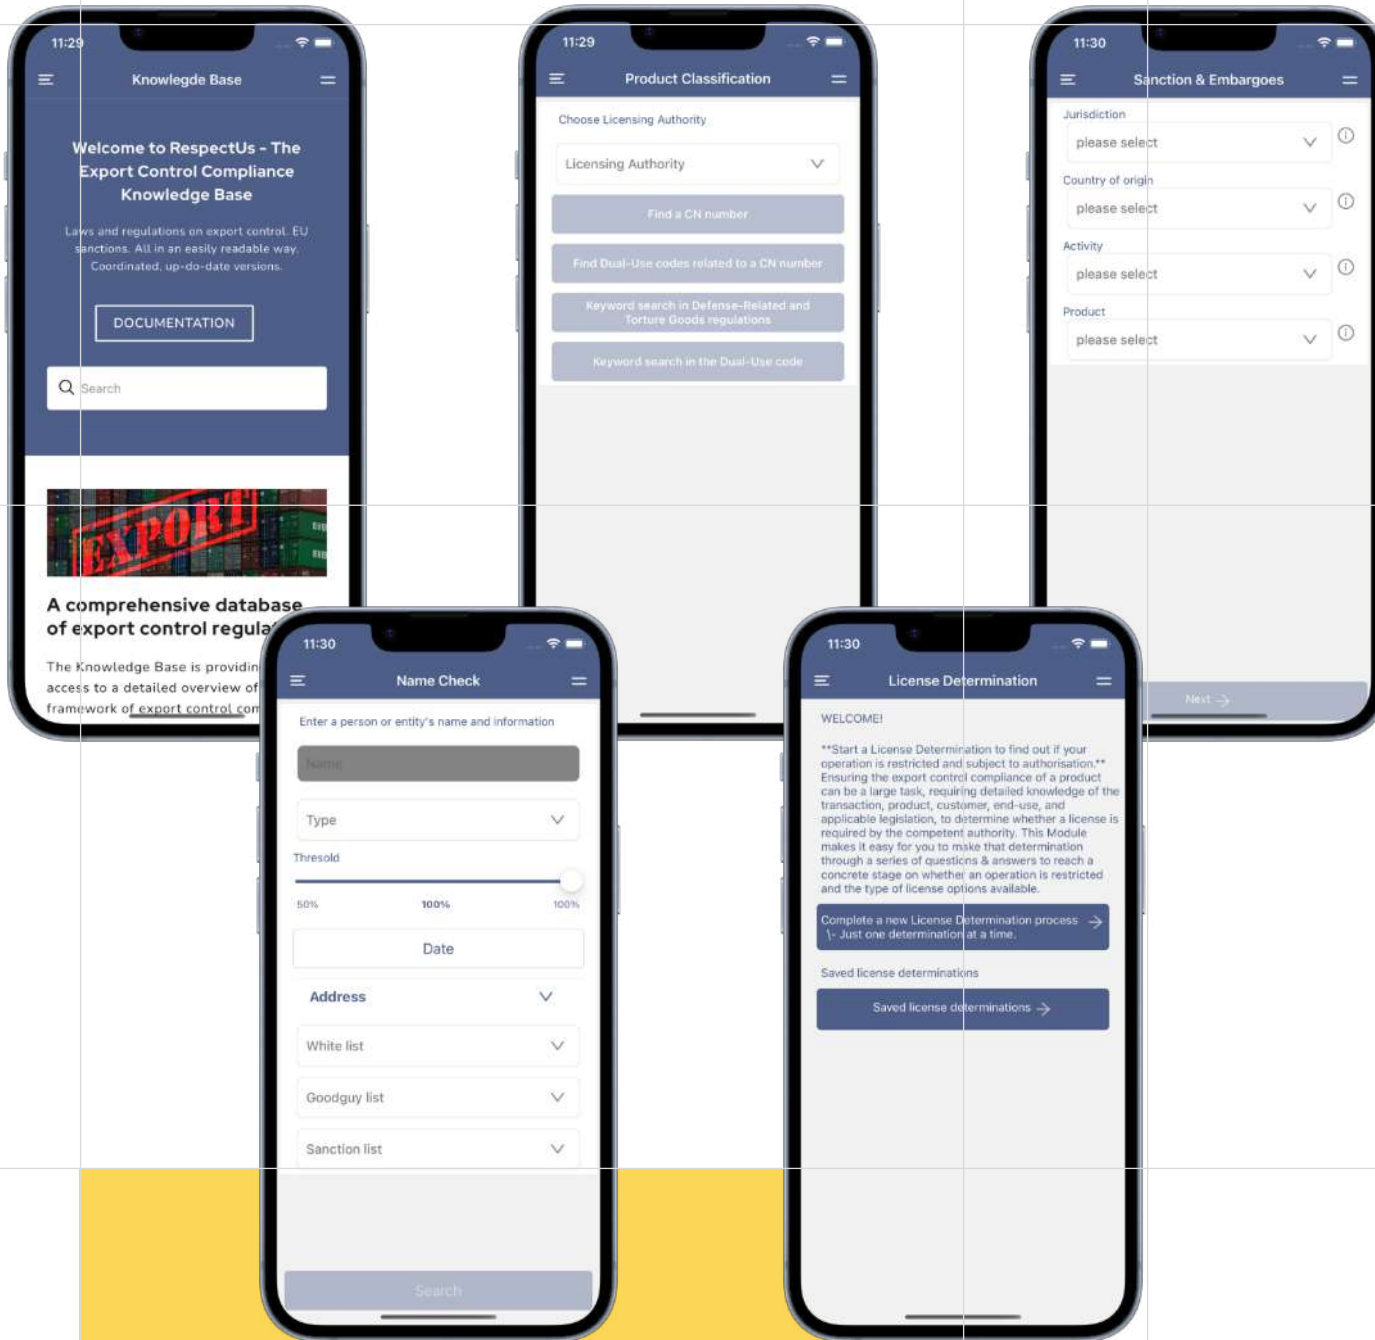 11:29
Knowlegde Base
Welcome to RespectUs - The
Export Control Compliance
Knowledge Base
Laws and regulations on export control. EU
sanctions. All in an easily readable way.
Coordinated, up-do-date versions.
DOCUMENTATION
Search
EXPORT
A comprehensive database
of export control regula
The Knowledge Base is providin
access to a detailed overview of
framework of export control com
11:29
Product Classification
Choose Licensing Authority
Licensing Authority
Find a CN number
Find Dual-Use codes related to a CN number
Keyword search in Defense-Related and
Torture Goods regulations
Keyword search in the Dual-Use code
11:30
Sanction & Embargoes
Jurisdiction
please select
Country of origin
please select
Activity
please select
Product
please select
Next
11:30
Name Check
Enter a person or entity's name and information
Name
Type
Thresold
50%
100%
100%
Date
Address
White list
Goodguy list
Sanction list
Search
11:30
License Determination
WELCOME!
**Start a License Determination to find out if your
operation is restricted and subject to authorisation.**
Ensuring the export control compliance of a product
can be a large task, requiring detailed knowledge of the
transaction, product, customer, end-use, and
applicable legislation, to determine whether a license is
required by the competent authority. This Module
makes it easy for you to make that determination
through a series of questions & answers to reach a
concrete stage on whether an operation is restricted
and the type of license options available.
Complete a new License Determination process
\- Just one determination at a time.
Saved license determinations
Saved license determinations